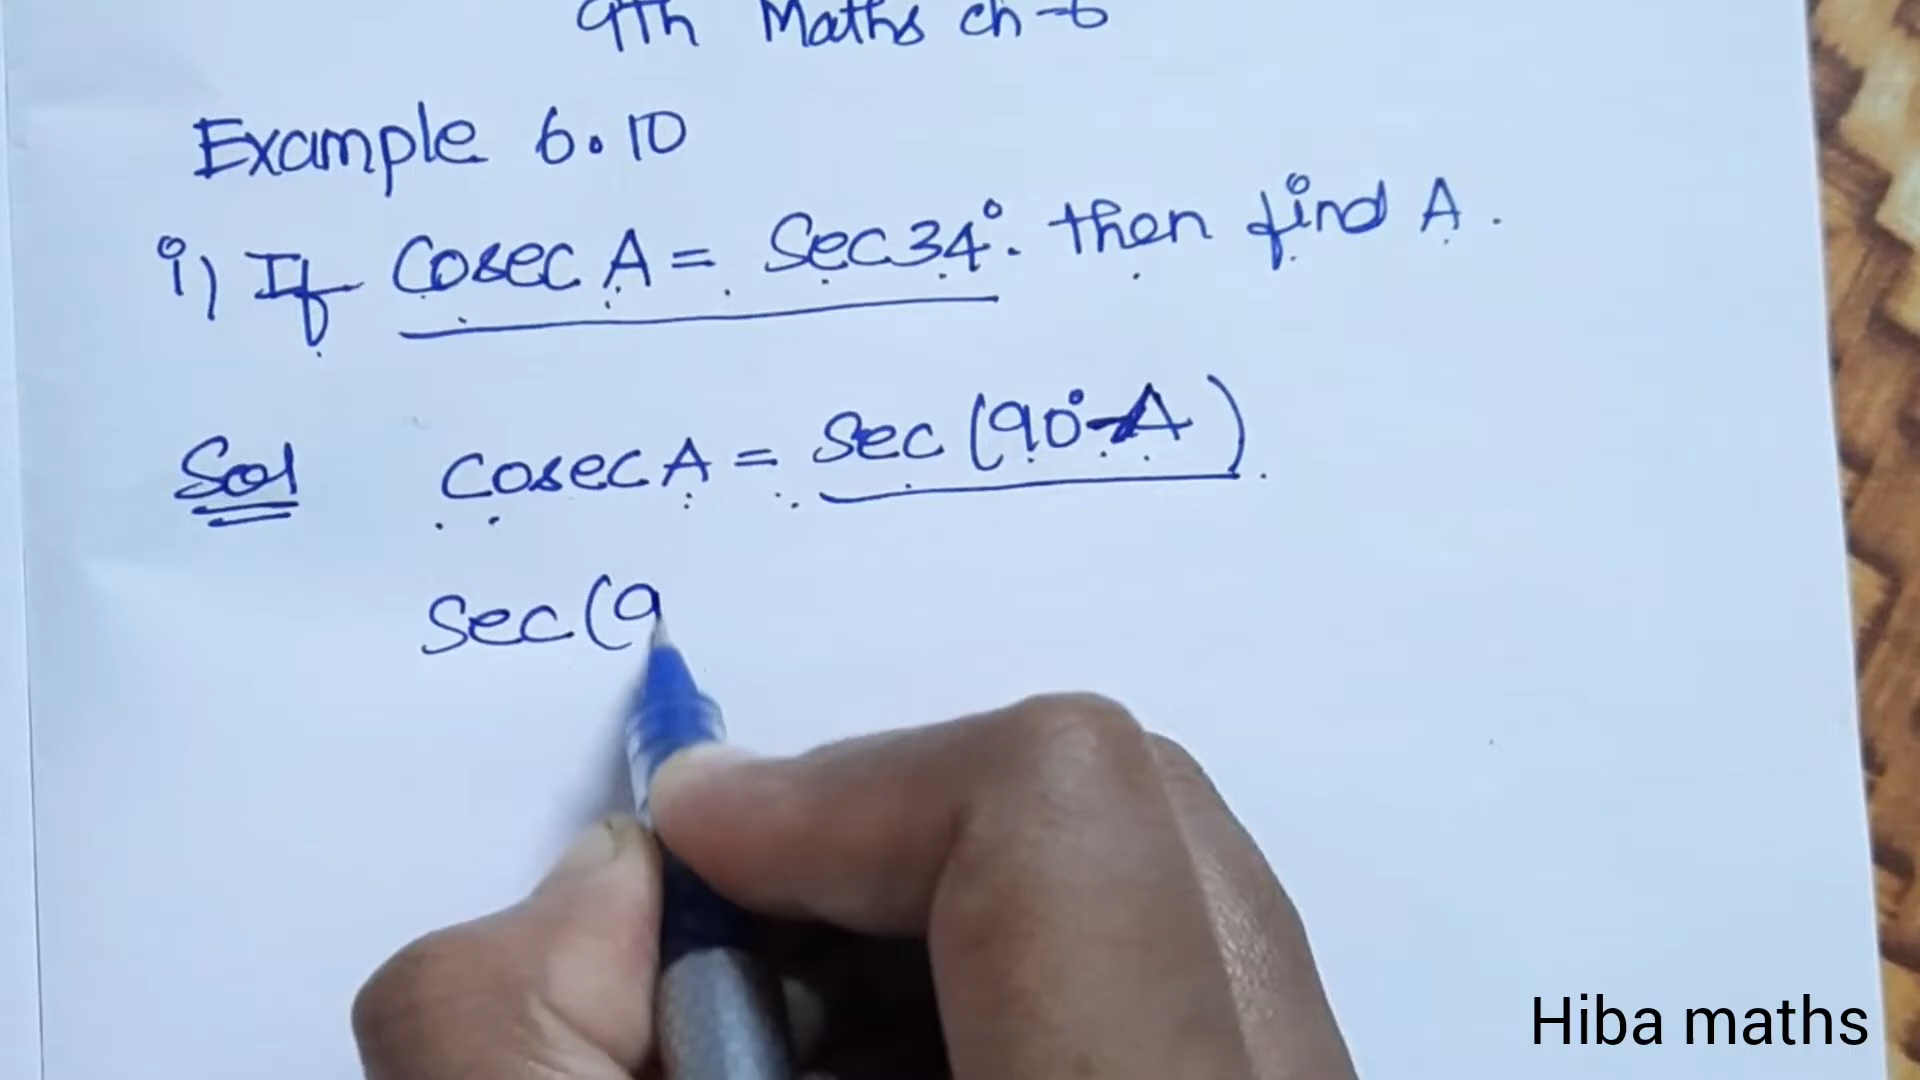 9Th Maths ch-6
Example 6.10
i) If Cosec A = Sec 34°. then find A.
Sol Cosec A = Sec (90°-A).
Sec (9
Hiba maths